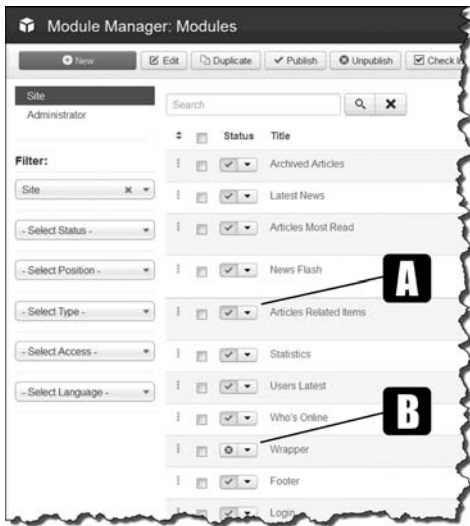 Module Manager: Modules
New Edit Duplicate Publish Unpublish Check
Site
Administrator
Search
Status Title
Filter:
Site
- Select Status -
- Select Position -
- Select Type -
- Select Access -
- Select Language -
Archived Articles
Latest News
Articles Most Read
News Flash
A
Articles Related Items
Statistics
Users Latest
Who's Online
B
Wrapper
Footer
Login